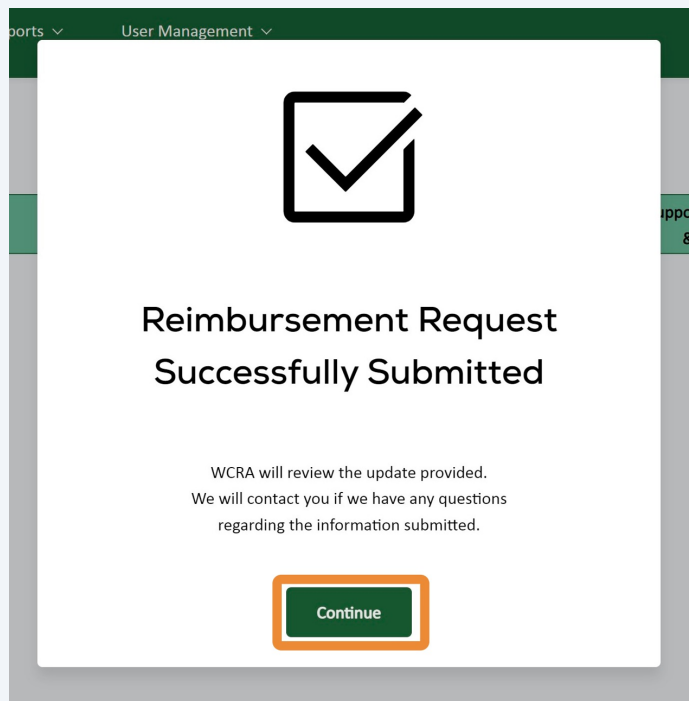 User Management
Reimbursement Request
Successfully Submitted
WCRA will review the update provided.
We will contact you if we have any questions
regarding the information submitted.
Continue